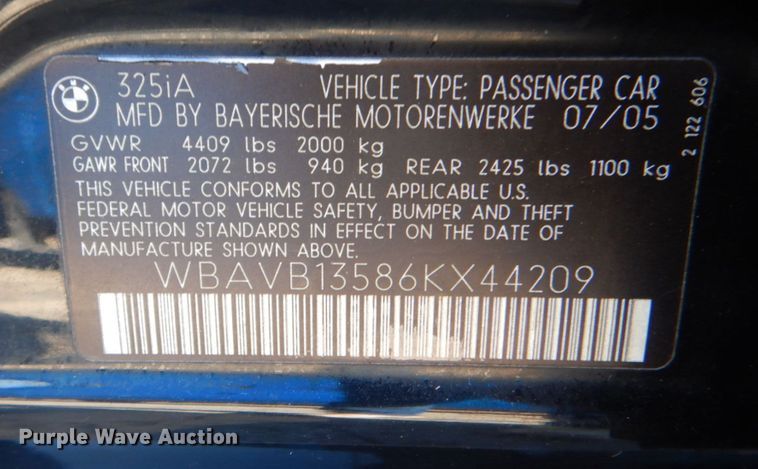 BMW
325iA VEHICLE TYPE: PASSENGER CAR
MFD BY BAYERISCHE MOTORENWERKE 07/05
GVWR 4409 lbs 2000 kg
GAWR FRONT 2072 lbs 940 kg REAR 2425 lbs 1100 kg
THIS VEHICLE CONFORMS TO ALL APPLICABLE U.S.
FEDERAL MOTOR VEHICLE SAFETY, BUMPER AND THEFT
PREVENTION STANDARDS IN EFFECT ON THE DATE OF
MANUFACTURE SHOWN ABOVE.
WBAVB13586KX44209
2 122 606
Purple Wave Auction